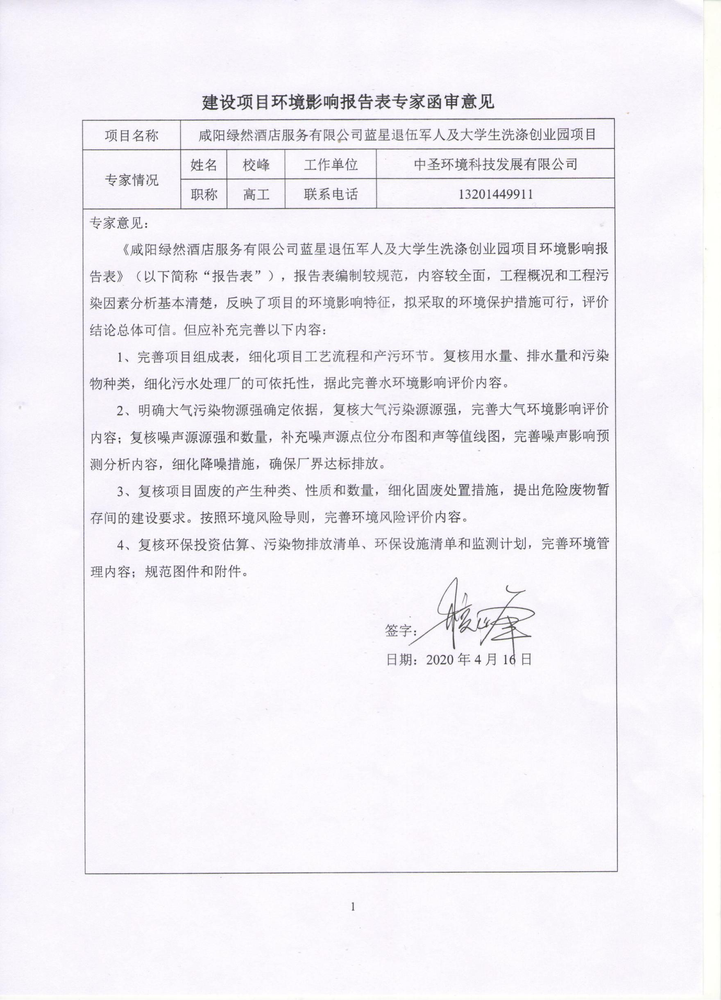 建设项目环境影响报告表专家函审意见
项目名称 咸阳绿然酒店服务有限公司蓝星退伍军人及大学生洗涤创业园项目
专家情况 姓名 校峰 工作单位 中圣环境科技发展有限公司
职称 高工 联系电话 13201449911
专家意见：
《咸阳绿然酒店服务有限公司蓝星退伍军人及大学生洗涤创业园项目环境影响报
告表》（以下简称“报告表”），报告表编制较规范，内容较全面，工程概况和工程污
染因素分析基本清楚，反映了项目的环境影响特征，拟采取的环境保护措施可行，评价
结论总体可信。但应补充完善以下内容：
1、完善项目组成表，细化项目工艺流程和产污环节。复核用水量、排水量和污染
物种类，细化污水处理厂的可依托性，据此完善水环境影响评价内容。
2、明确大气污染物源强确定依据，复核大气污染源源强，完善大气环境影响评价
内容；复核噪声源源强和数量，补充噪声源点位分布图和声等值线图，完善噪声影响预
测分析内容，细化降噪措施，确保厂界达标排放。
3、复核项目固废的产生种类、性质和数量，细化固废处置措施，提出危险废物暂
存间的建设要求。按照环境风险导则，完善环境风险评价内容。
4、复核环保投资估算、污染物排放清单、环保设施清单和监测计划，完善环境管
理内容；规范图件和附件。
签字：校峰
日期：2020 年 4 月 16 日
1